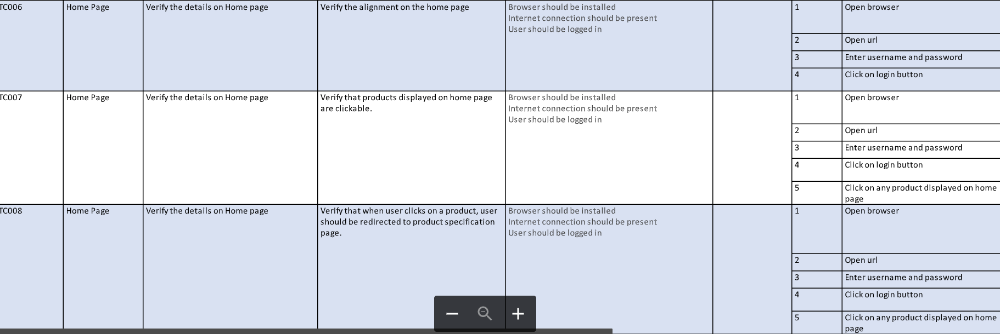 TC006 Home Page Verify the details on Home page Verify the alignment on the home page Browser should be installed 1 Open browser
Internet connection should be present
User should be logged in
2 Open url
3 Enter username and password
4 Click on login button
TC007 Home Page Verify the details on Home page Verify that products displayed on home page Browser should be installed 1 Open browser
are clickable. Internet connection should be present
User should be logged in
2 Open url
3 Enter username and password
4 Click on login button
5 Click on any product displayed on home
page
TC008 Home Page Verify the details on Home page Verify that when user clicks on a product, user Browser should be installed 1 Open browser
should be redirected to product specification Internet connection should be present
page. User should be logged in
2 Open url
3 Enter username and password
4 Click on login button
5 Click on any product displayed on home
page